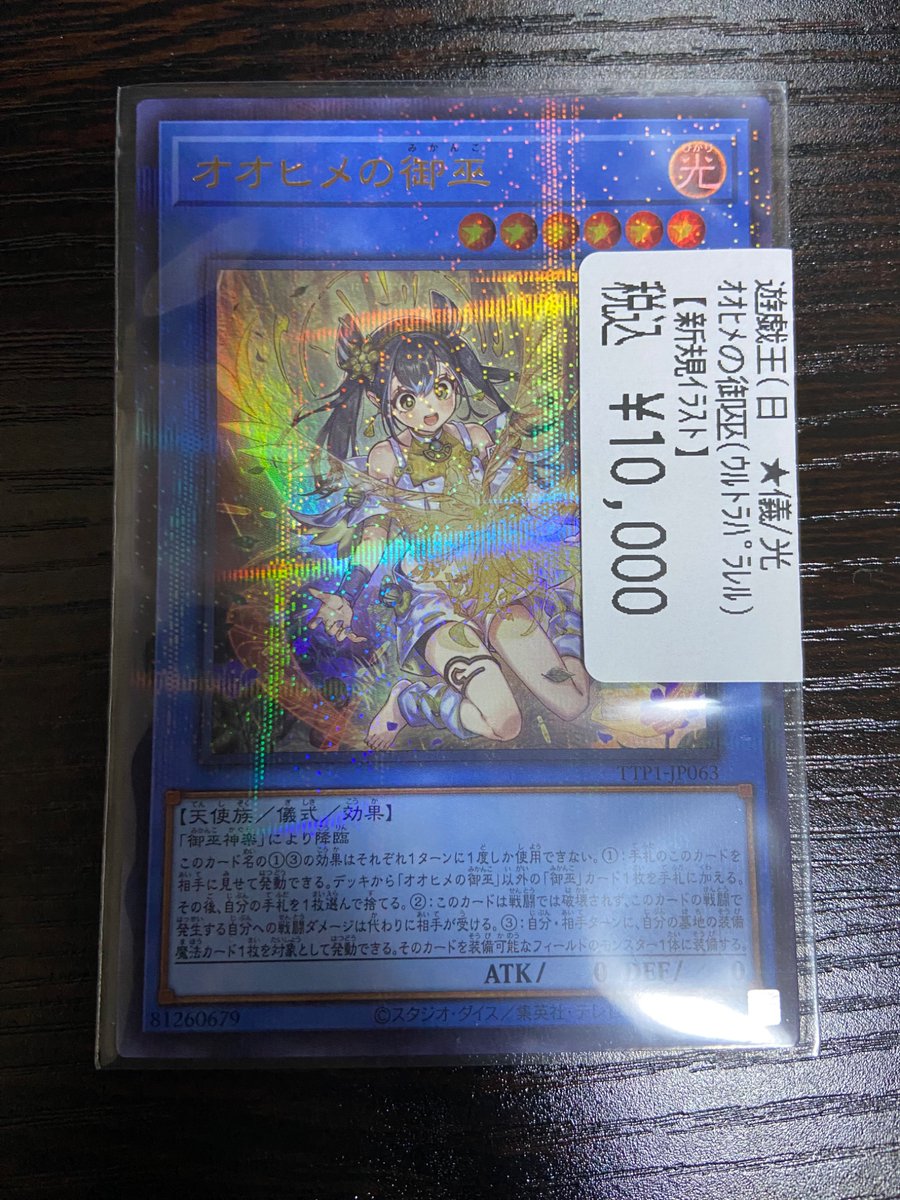 みかんこ
オオヒメの御巫
ひかり
光
遊戯王(日 ★儀/光
オオヒメの御巫(ウルトラパラレル)
【新規イラスト】
税込 ¥10,000
TTP1-JP063
【天使族/儀式/効果】
「御巫神楽」により降臨
このカード名の①③の効果はそれぞれ1ターンに1度しか使用できない。①:手札のこのカードを
相手に見せて発動できる。デッキから「オオヒメの御巫」以外の「御巫」カード1枚を手札に加える。
その後、自分の手札を1枚選んで捨てる。②:このカードは戦闘では破壊されず、このカードの戦闘で
発生する自分への戦闘ダメージは代わりに相手が受ける。③:自分・相手ターンに、自分の墓地の装備
魔法カード1枚を対象として発動できる。そのカードを装備可能なフィールドのモンスター1体に装備する。
ATK/ 0 DEF/ 0
81260679
©スタジオ・ダイス/集英社・テレ